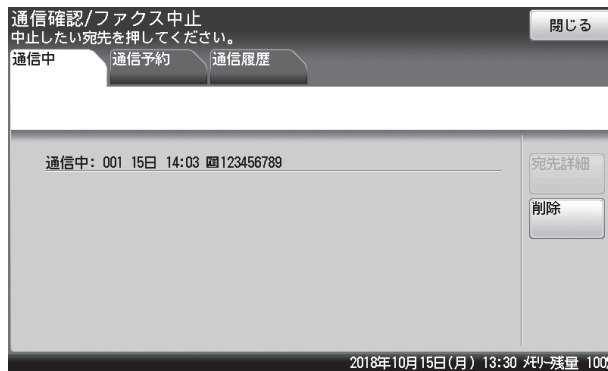 通信確認/ファクス中止
閉じる
中止したい宛先を押してください。
通信中 通信予約 通信履歴
通信中: 001 15日 14:03 123456789
宛先詳細
削除
2018年10月15日(月) 13:30 ﾒﾓﾘｰ残量 100%